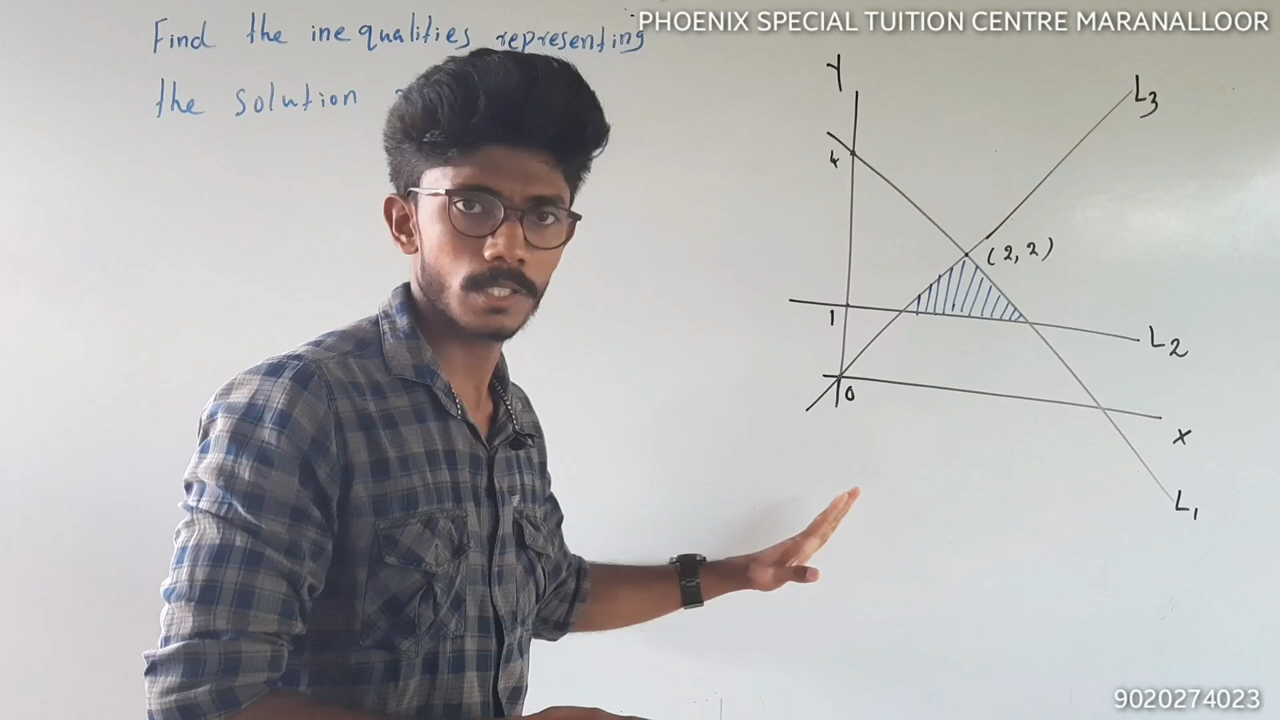 PHOENIX SPECIAL TUITION CENTRE MARANALLOOR
Find the inequalities representing
the solution
Y
L3
4
(2,2)
1
L2
0
X
L1
9020274023